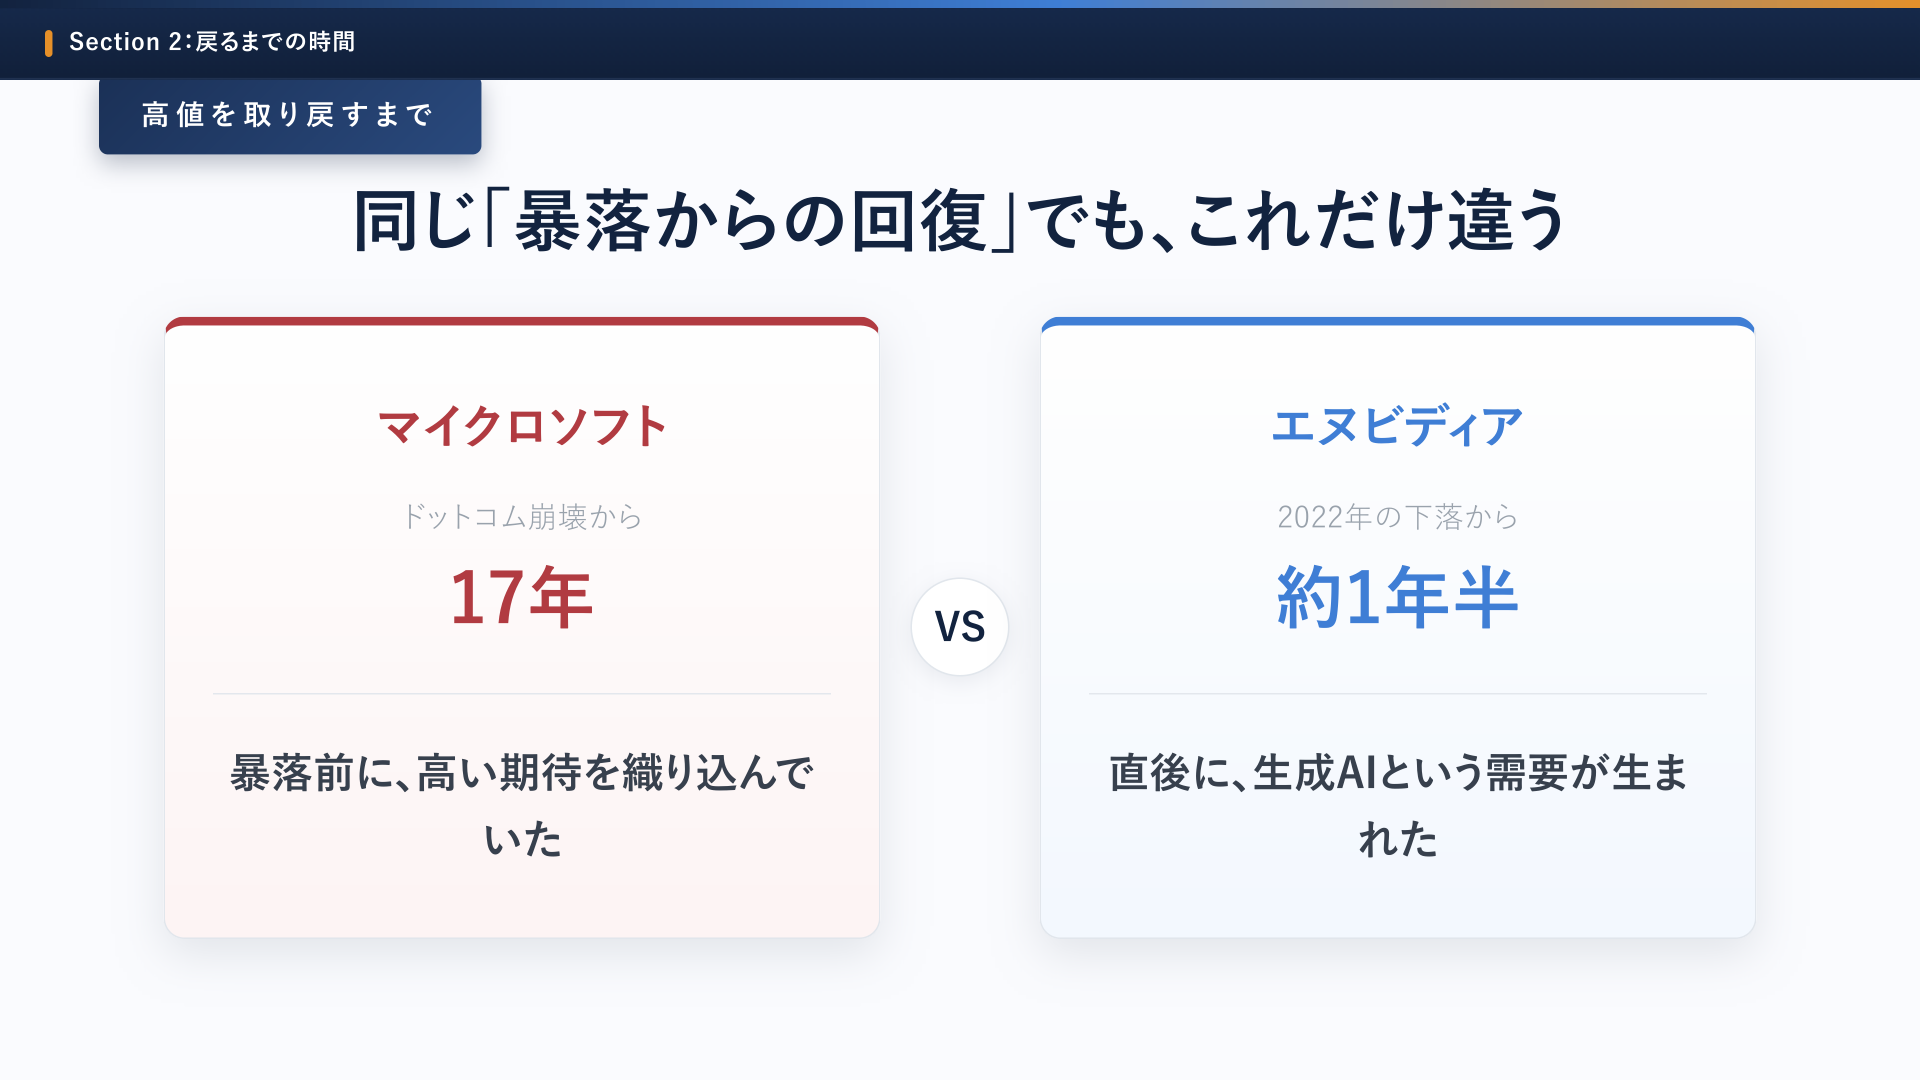 Section 2：戻るまでの時間
高値を取り戻すまで
同じ「暴落からの回復」でも、これだけ違う
マイクロソフト
ドットコム崩壊から
17年
暴落前に、高い期待を織り込んで
いた
VS
エヌビディア
2022年の下落から
約1年半
直後に、生成AIという需要が生ま
れた